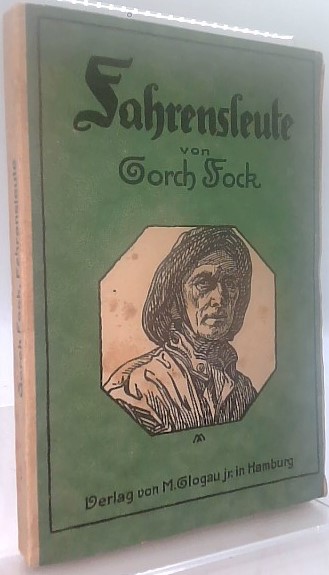 Fahrensleute
von
Gorch Fock
Verlag von M. Glogau jr. in Hamburg
Gorch Fock, Fahrensleute